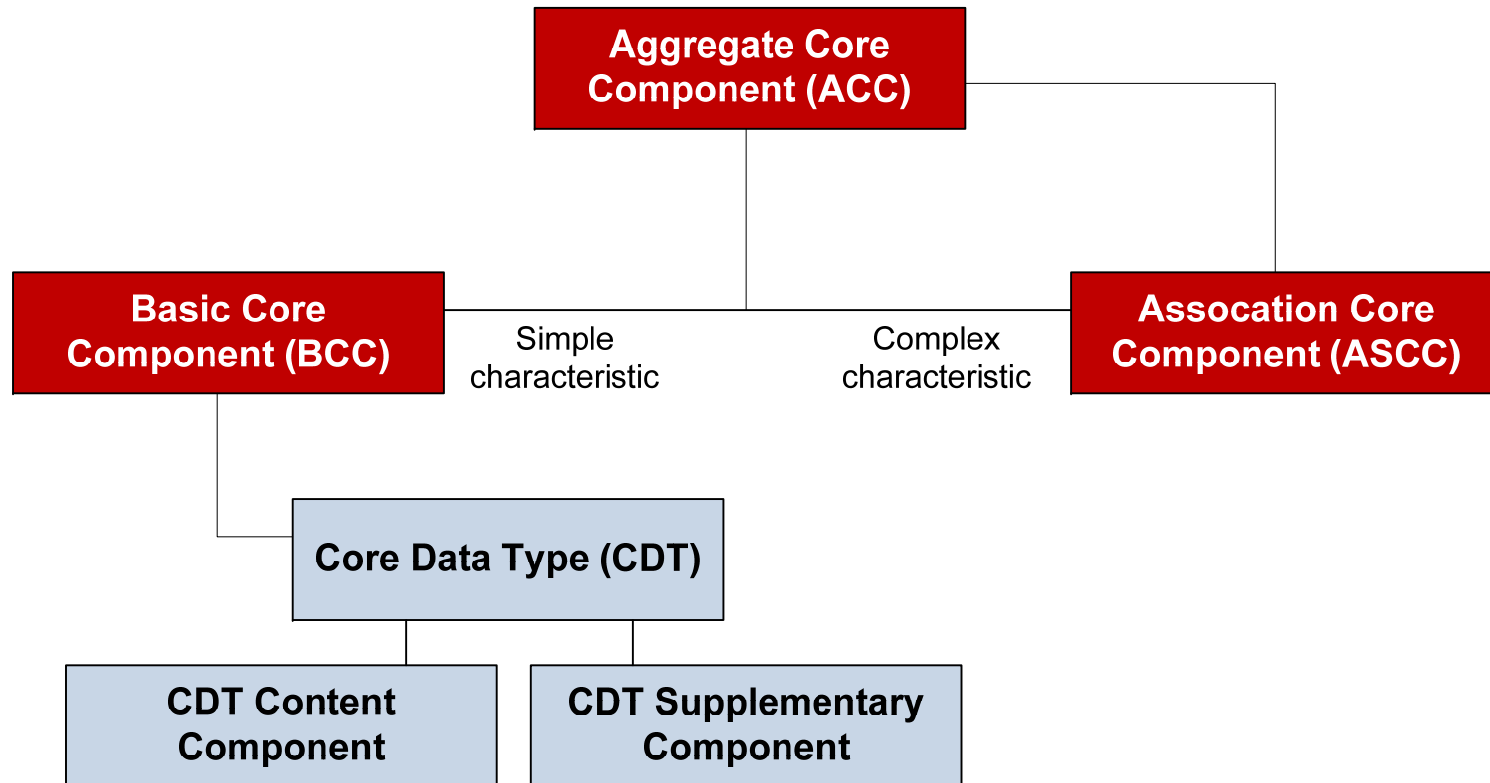 Aggregate Core
Component (ACC)
Basic Core
Component (BCC)
Simple
characteristic
Complex
characteristic
Assocation Core
Component (ASCC)
Core Data Type (CDT)
CDT Content
Component
CDT Supplementary
Component